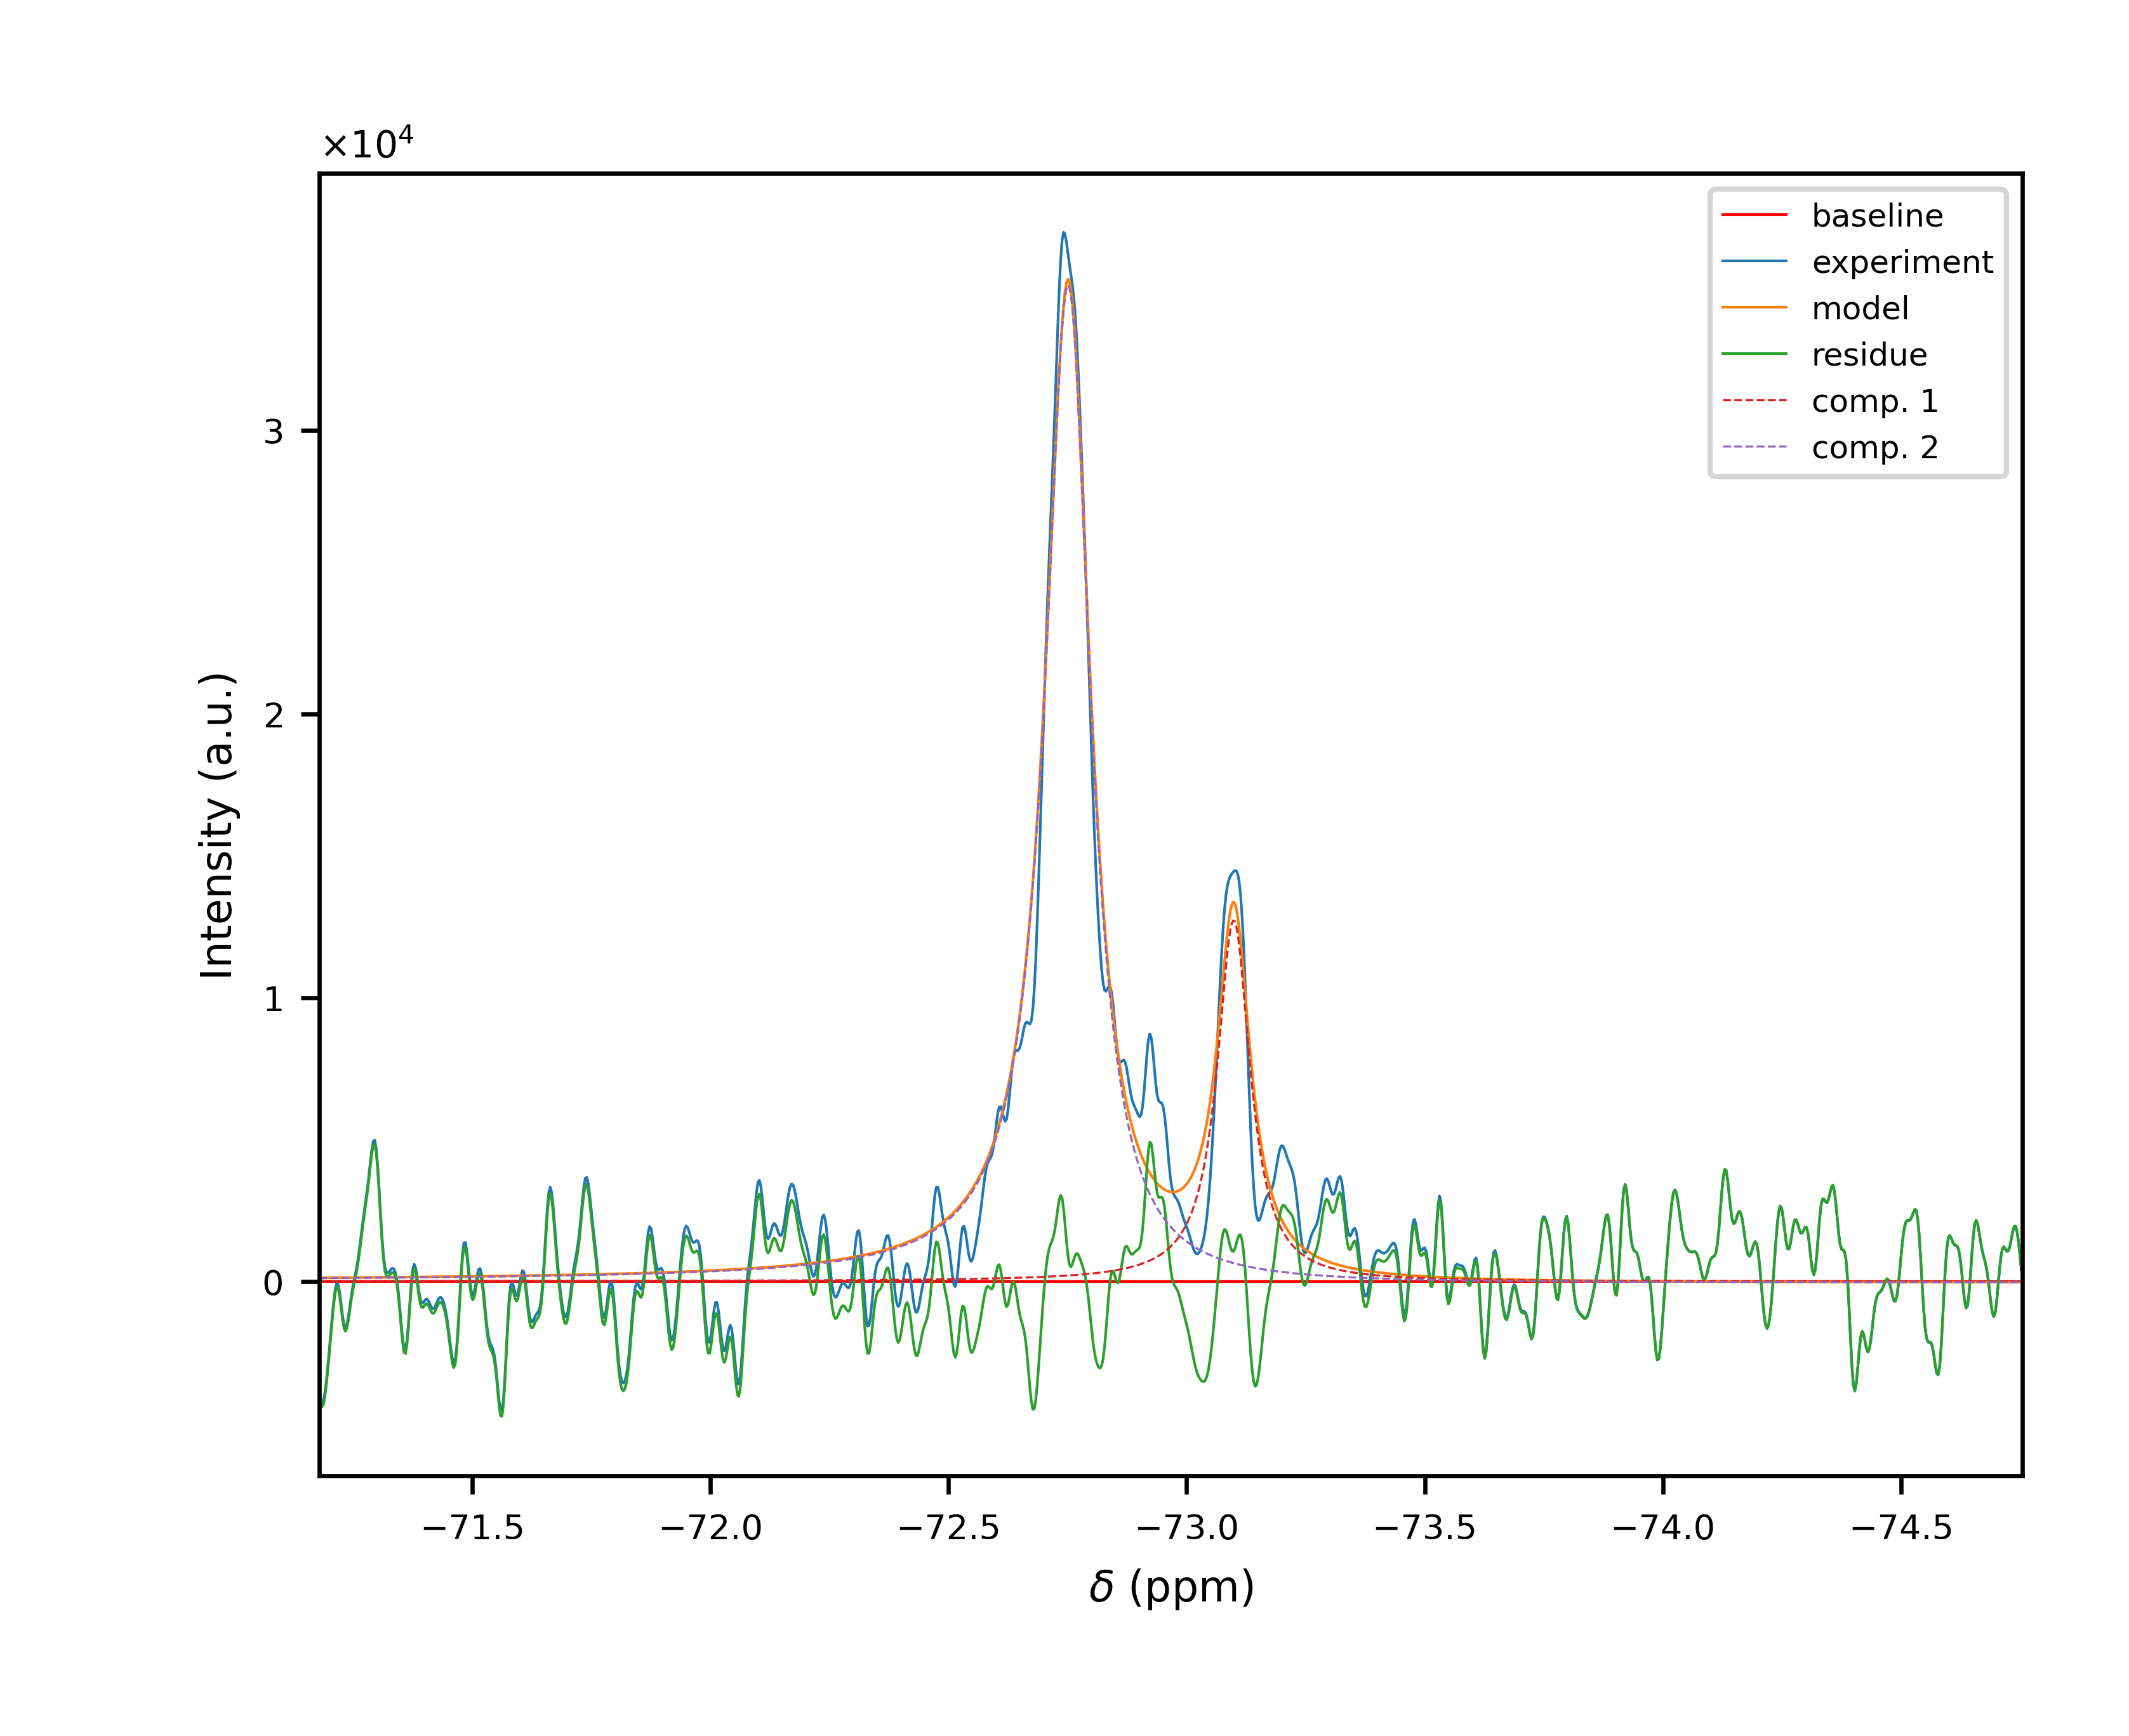 ×10⁴
baseline
experiment
model
residue
comp. 1
comp. 2
Intensity (a.u.)
3
2
1
0
−71.5 −72.0 −72.5 −73.0 −73.5 −74.0 −74.5
δ (ppm)